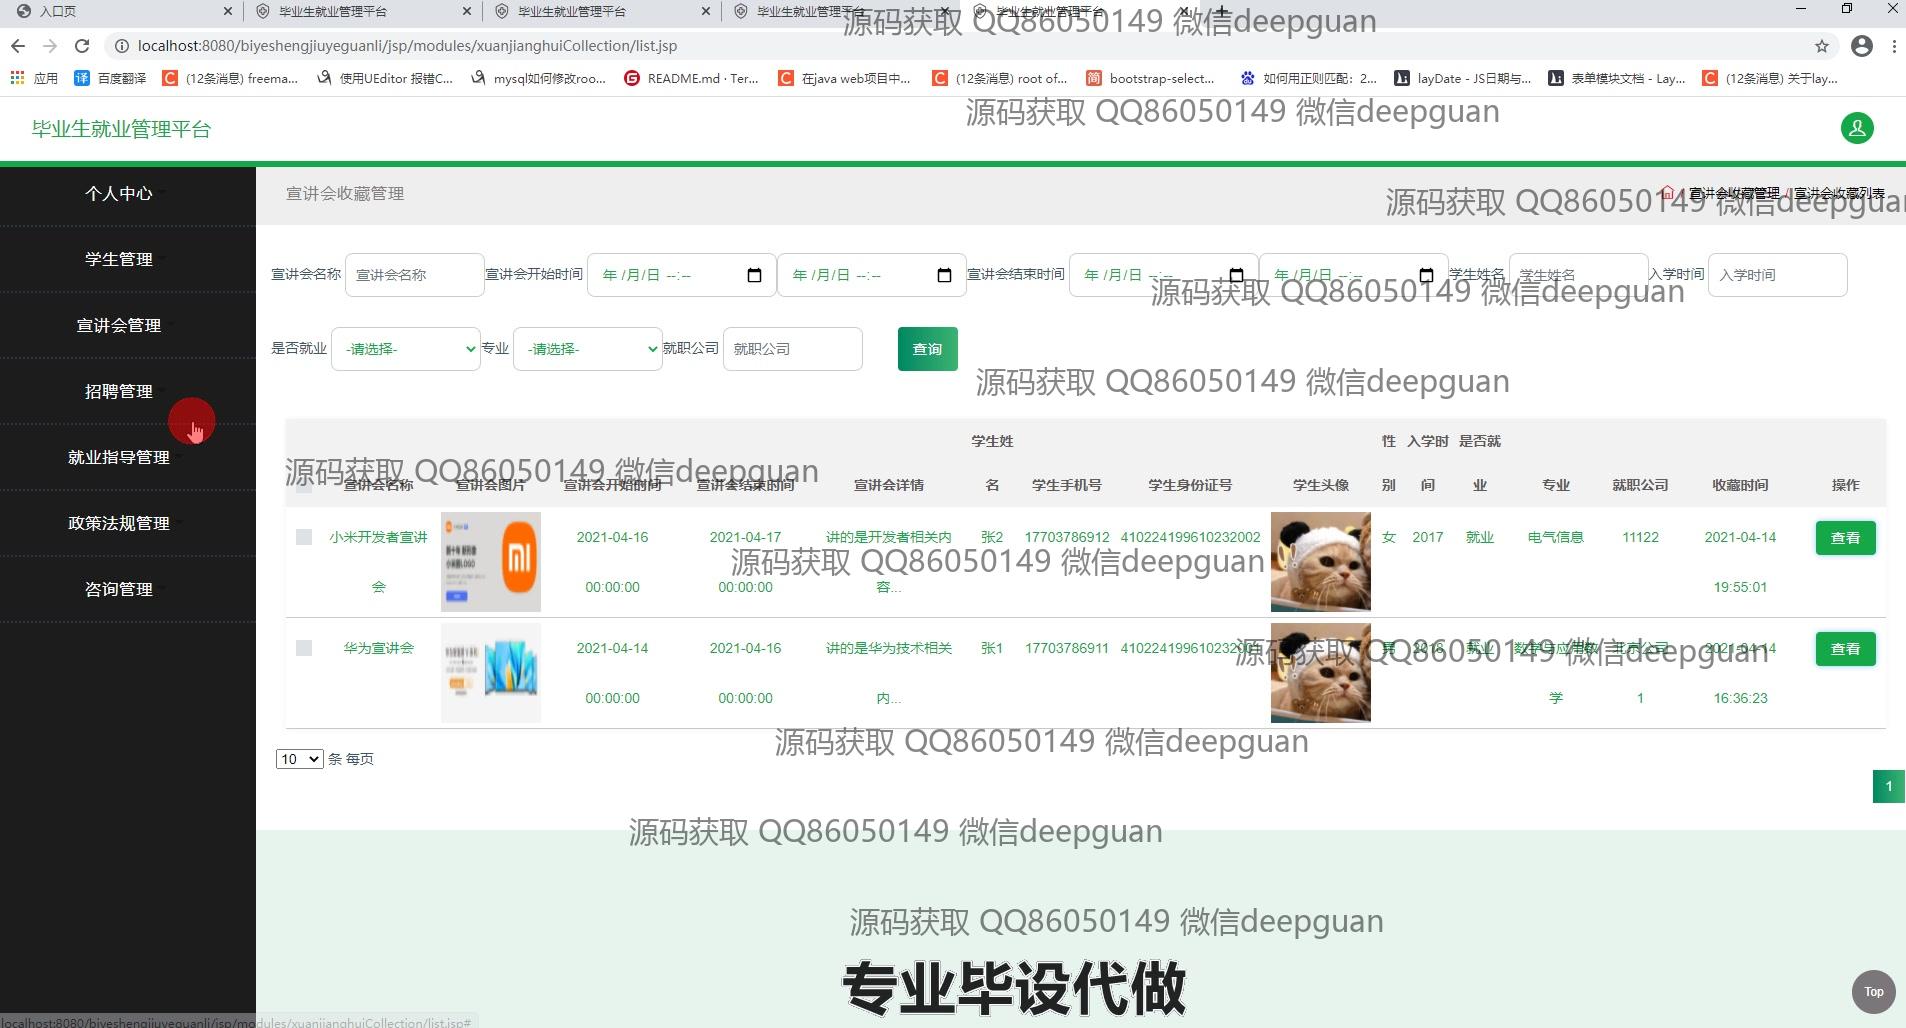 入口页
毕业生就业管理平台
毕业生就业管理平台
毕业生就业管理平台
毕业生就业管理平台
源码获取 QQ86050149 微信deepguan
localhost:8080/biyeshengjiuyeguanli/jsp/modules/xuanjianghuiCollection/list.jsp
应用
百度翻译
(12条消息) freema...
使用UEditor 报错C...
mysql如何修改roo...
README.md · Ter...
在java web项目中...
(12条消息) root of...
bootstrap-select...
如何用正则匹配：2...
layDate - JS日期与...
表单模块文档 - Lay...
(12条消息) 关于lay...
源码获取 QQ86050149 微信deepguan
毕业生就业管理平台
个人中心
学生管理
宣讲会管理
招聘管理
就业指导管理
政策法规管理
咨询管理
宣讲会收藏管理
宣讲会收藏管理 / 宣讲会收藏列表
源码获取 QQ86050149 微信deepguan
宣讲会名称 宣讲会名称 宣讲会开始时间 年 /月/日 --:-- 年 /月/日 --:-- 宣讲会结束时间 年 /月/日 --:-- 年 /月/日 --:-- 学生姓名 学生姓名 入学时间 入学时间
源码获取 QQ86050149 微信deepguan
是否就业 -请选择- 专业 -请选择- 就职公司 就职公司 查询
源码获取 QQ86050149 微信deepguan
学生姓 性 入学时 是否就
源码获取 QQ86050149 微信deepguan
宣讲会名称 宣讲会图片 宣讲会开始时间 宣讲会结束时间 宣讲会详情 名 学生手机号 学生身份证号 学生头像 别 间 业 专业 就职公司 收藏时间 操作
小米开发者宣讲 2021-04-16 2021-04-17 讲的是开发者相关内 张2 17703786912 410224199610232002 女 2017 就业 电气信息 11122 2021-04-14 查看
源码获取 QQ86050149 微信deepguan
会 00:00:00 00:00:00 容... 19:55:01
华为宣讲会 2021-04-14 2021-04-16 讲的是华为技术相关 张1 17703786911 410224199610232001 男 2016 就业 数学与应用数 北京公司 2021-04-14 查看
源码获取 QQ86050149 微信deepguan
00:00:00 00:00:00 内... 学 1 16:36:23
源码获取 QQ86050149 微信deepguan
10 条 每页
1
源码获取 QQ86050149 微信deepguan
源码获取 QQ86050149 微信deepguan
专业毕设代做
Top
localhost:8080/biyeshengjiuyeguanli/jsp/modules/xuanjianghuiCollection/list.jsp#